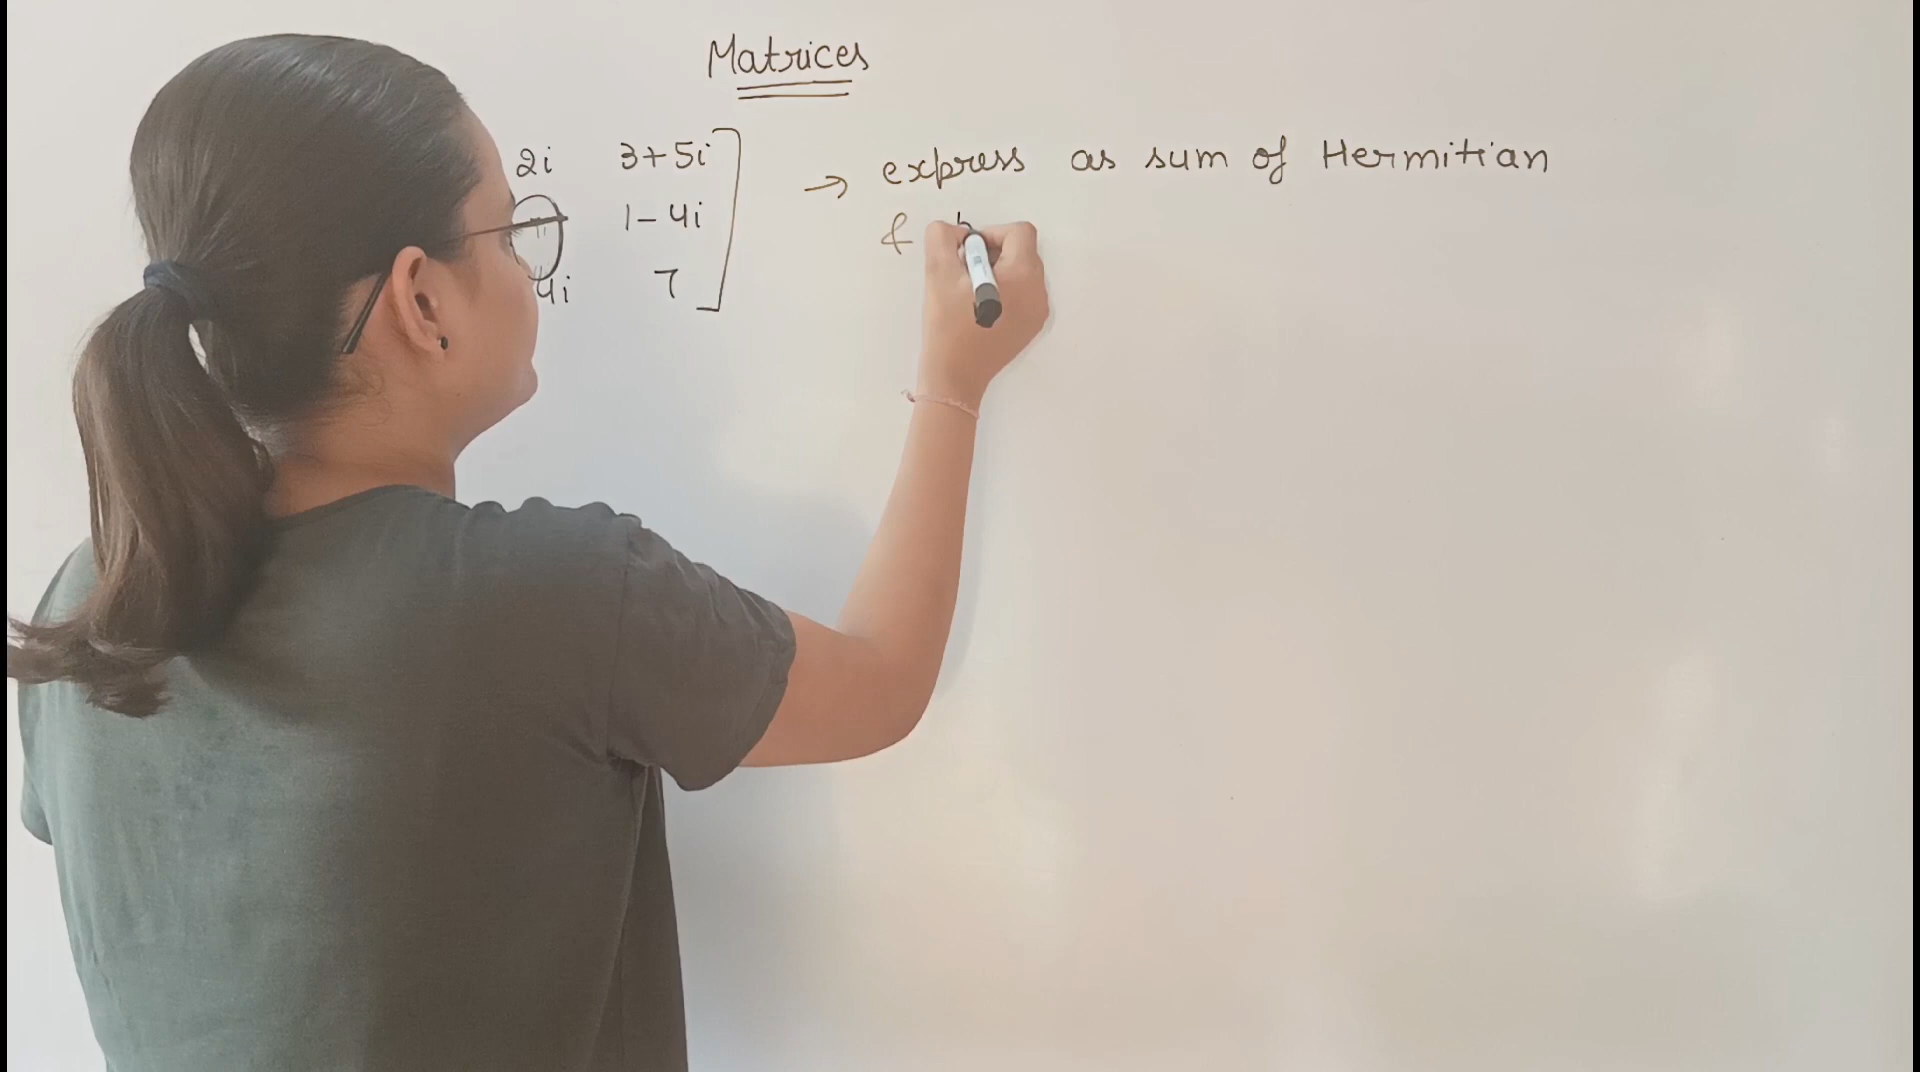 Matrices
2i 3+5i → express as sum of Hermitian
1-4i &
4i 7